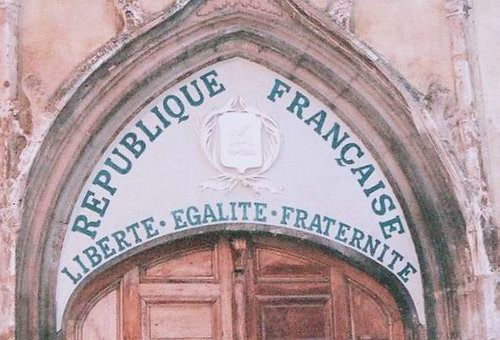 REPUBLIQUE FRANÇAISE
LIBERTE · EGALITE · FRATERNITE